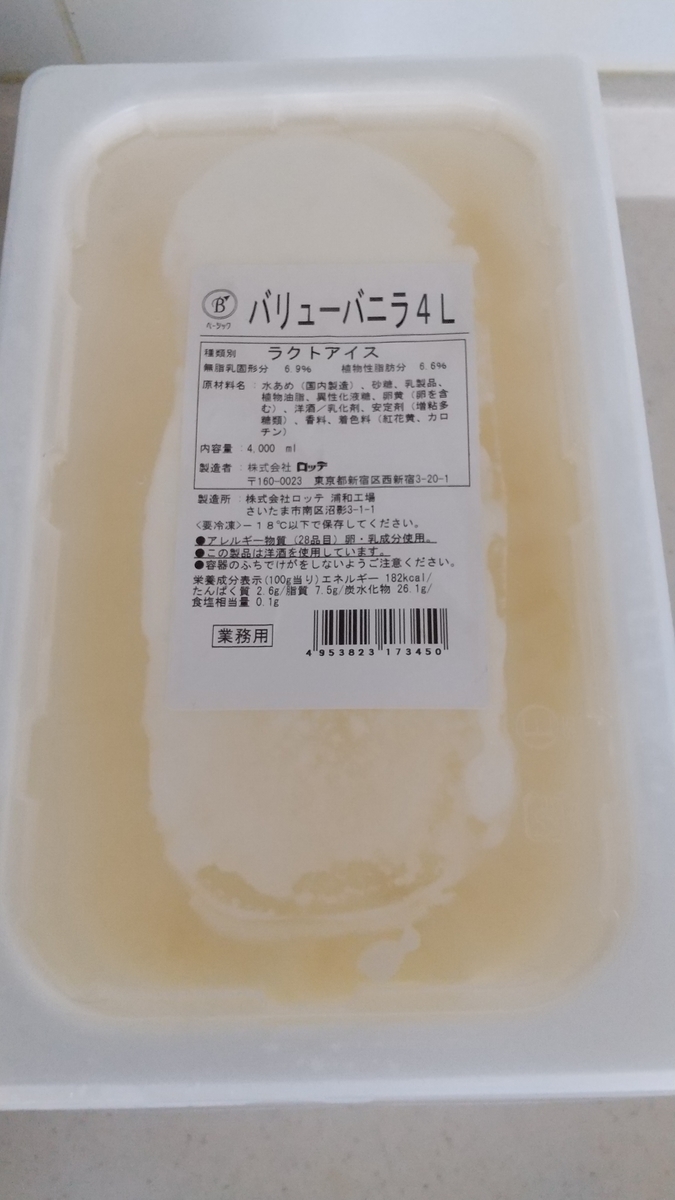 B
ベーシック
バリューバニラ4L
種類別 ラクトアイス
無脂乳固形分 6.9% 植物性脂肪分 6.6%
原材料名：水あめ（国内製造）、砂糖、乳製品、
植物油脂、異性化液糖、卵黄（卵を含
む）、洋酒／乳化剤、安定剤（増粘多
糖類）、香料、着色料（紅花黄、カロ
チン）
内容量：4,000 ml
製造者：株式会社 ロッテ
〒160-0023 東京都新宿区西新宿3-20-1
製造所：株式会社ロッテ 浦和工場
さいたま市南区沼影3-1-1
<要冷凍>－18℃以下で保存してください。
●アレルギー物質（28品目）卵・乳成分使用。
●この製品は洋酒を使用しています。
●容器のふちでけがをしないようご注意ください。
栄養成分表示(100g当り)エネルギー 182kcal/
たんぱく質 2.6g/脂質 7.5g/炭水化物 26.1g/
食塩相当量 0.1g
業務用
4 953823 173450